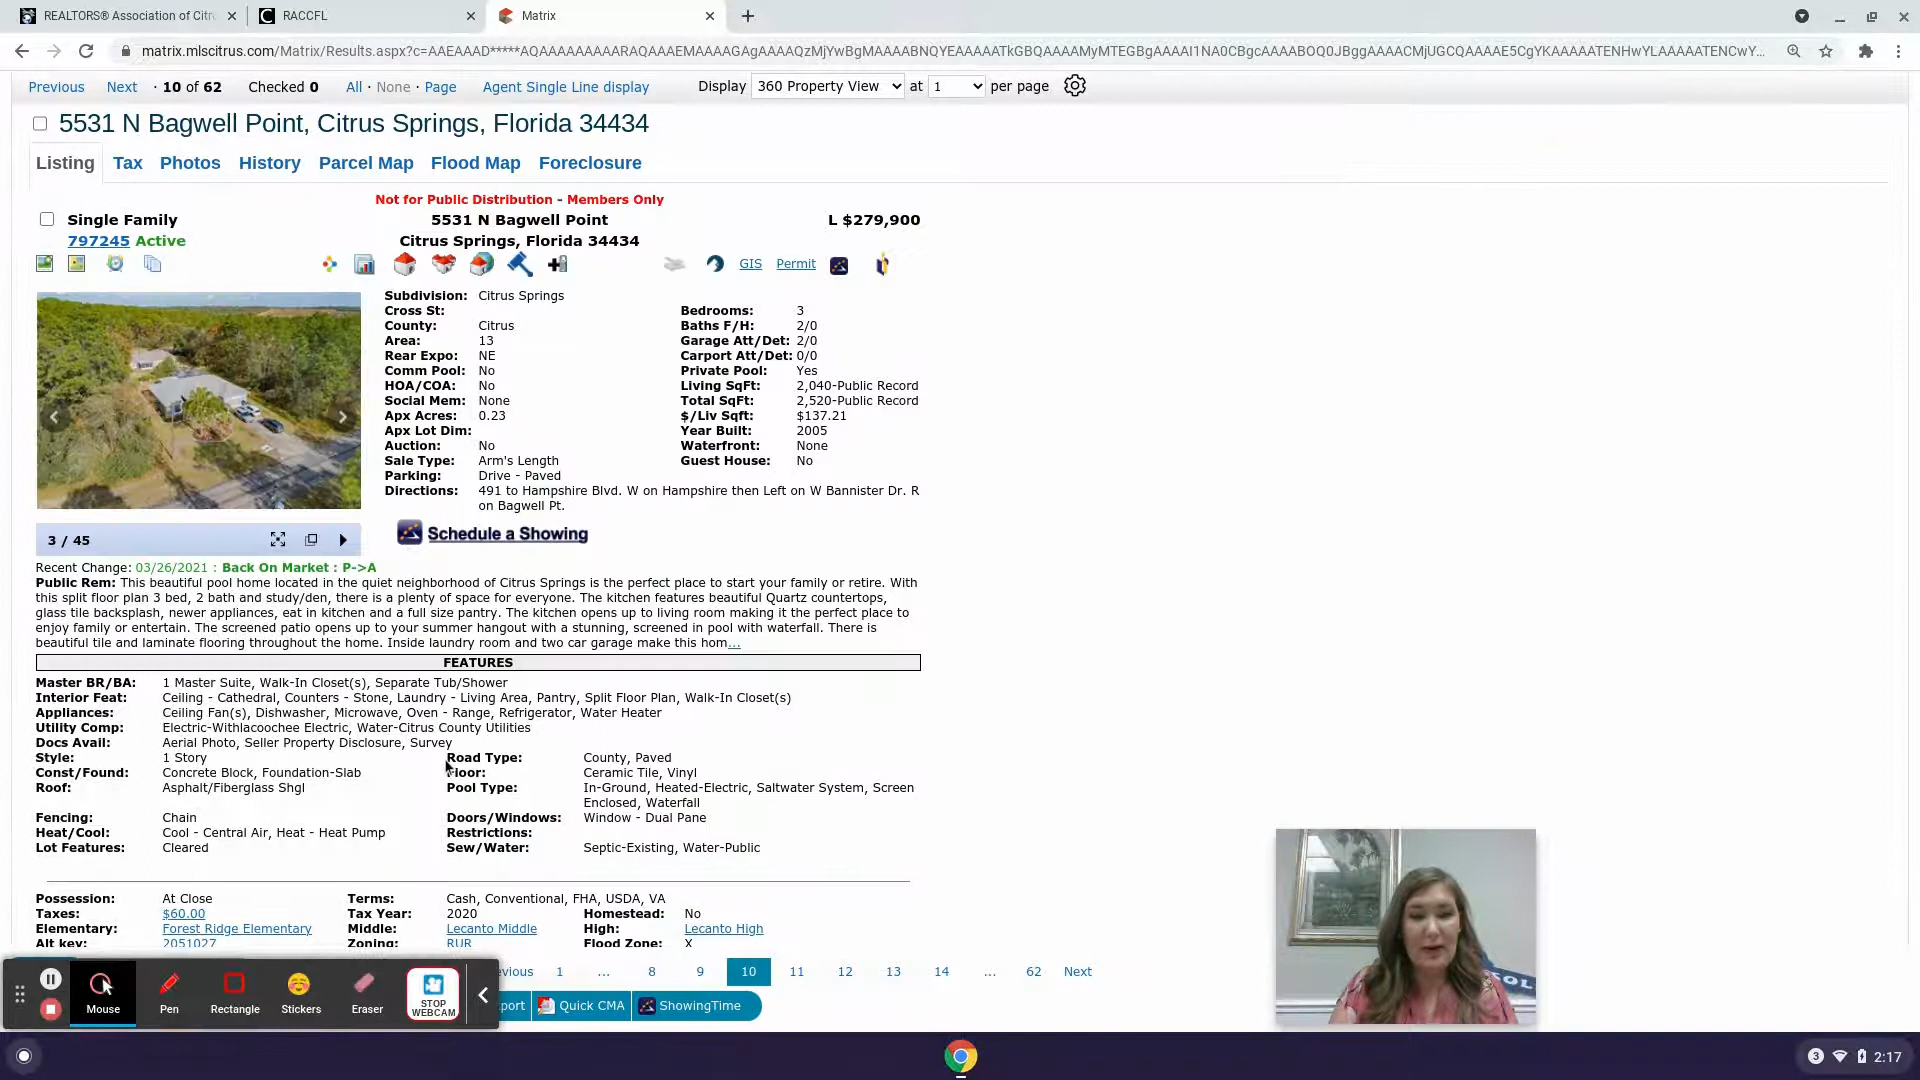 REALTORS® Association of Citr
RACCFL
Matrix
matrix.mlscitrus.com/Matrix/Results.aspx?c=AAEAAAD*****AQAAAAAAAAARAQAAAEMAAAAGAgAAAAQzMjYwBgMAAAABNQYEAAAAATkGBQAAAAMyMTEGBgAAAAI1NA0CBgcAAAABOQ0JBggAAAACMjUGCQAAAAE5CgYKAAAAATENHwYLAAAAATENCwY...
Previous Next · 10 of 62 Checked 0 All · None · Page Agent Single Line display Display 360 Property View at 1 per page
5531 N Bagwell Point, Citrus Springs, Florida 34434
Listing Tax Photos History Parcel Map Flood Map Foreclosure
Not for Public Distribution - Members Only
Single Family 5531 N Bagwell Point L $279,900
797245 Active Citrus Springs, Florida 34434
GIS Permit
Subdivision: Citrus Springs
Cross St: Bedrooms: 3
County: Citrus Baths F/H: 2/0
Area: 13 Garage Att/Det: 2/0
Rear Expo: NE Carport Att/Det: 0/0
Comm Pool: No Private Pool: Yes
HOA/COA: No Living SqFt: 2,040-Public Record
Social Mem: None Total SqFt: 2,520-Public Record
Apx Acres: 0.23 $/Liv Sqft: $137.21
Apx Lot Dim: Year Built: 2005
Auction: No Waterfront: None
Sale Type: Arm's Length Guest House: No
Parking: Drive - Paved
Directions: 491 to Hampshire Blvd. W on Hampshire then Left on W Bannister Dr. R
on Bagwell Pt.
Schedule a Showing
3 / 45
Recent Change: 03/26/2021 : Back On Market : P->A
Public Rem: This beautiful pool home located in the quiet neighborhood of Citrus Springs is the perfect place to start your family or retire. With
this split floor plan 3 bed, 2 bath and study/den, there is a plenty of space for everyone. The kitchen features beautiful Quartz countertops,
glass tile backsplash, newer appliances, eat in kitchen and a full size pantry. The kitchen opens up to living room making it the perfect place to
enjoy family or entertain. The screened patio opens up to your summer hangout with a stunning, screened in pool with waterfall. There is
beautiful tile and laminate flooring throughout the home. Inside laundry room and two car garage make this hom...
FEATURES
Master BR/BA: 1 Master Suite, Walk-In Closet(s), Separate Tub/Shower
Interior Feat: Ceiling - Cathedral, Counters - Stone, Laundry - Living Area, Pantry, Split Floor Plan, Walk-In Closet(s)
Appliances: Ceiling Fan(s), Dishwasher, Microwave, Oven - Range, Refrigerator, Water Heater
Utility Comp: Electric-Withlacoochee Electric, Water-Citrus County Utilities
Docs Avail: Aerial Photo, Seller Property Disclosure, Survey
Style: 1 Story Road Type: County, Paved
Const/Found: Concrete Block, Foundation-Slab Floor: Ceramic Tile, Vinyl
Roof: Asphalt/Fiberglass Shgl Pool Type: In-Ground, Heated-Electric, Saltwater System, Screen
Enclosed, Waterfall
Fencing: Chain Doors/Windows: Window - Dual Pane
Heat/Cool: Cool - Central Air, Heat - Heat Pump Restrictions:
Lot Features: Cleared Sew/Water: Septic-Existing, Water-Public
Possession: At Close Terms: Cash, Conventional, FHA, USDA, VA
Taxes: $60.00 Tax Year: 2020 Homestead: No
Elementary: Forest Ridge Elementary Middle: Lecanto Middle High: Lecanto High
Alt key: 2051027 Zoning: RUR Flood Zone: X
evious 1 ... 8 9 10 11 12 13 14 ... 62 Next
port Quick CMA ShowingTime
Mouse Pen Rectangle Stickers Eraser STOP
WEBCAM
SOL
3 2:17